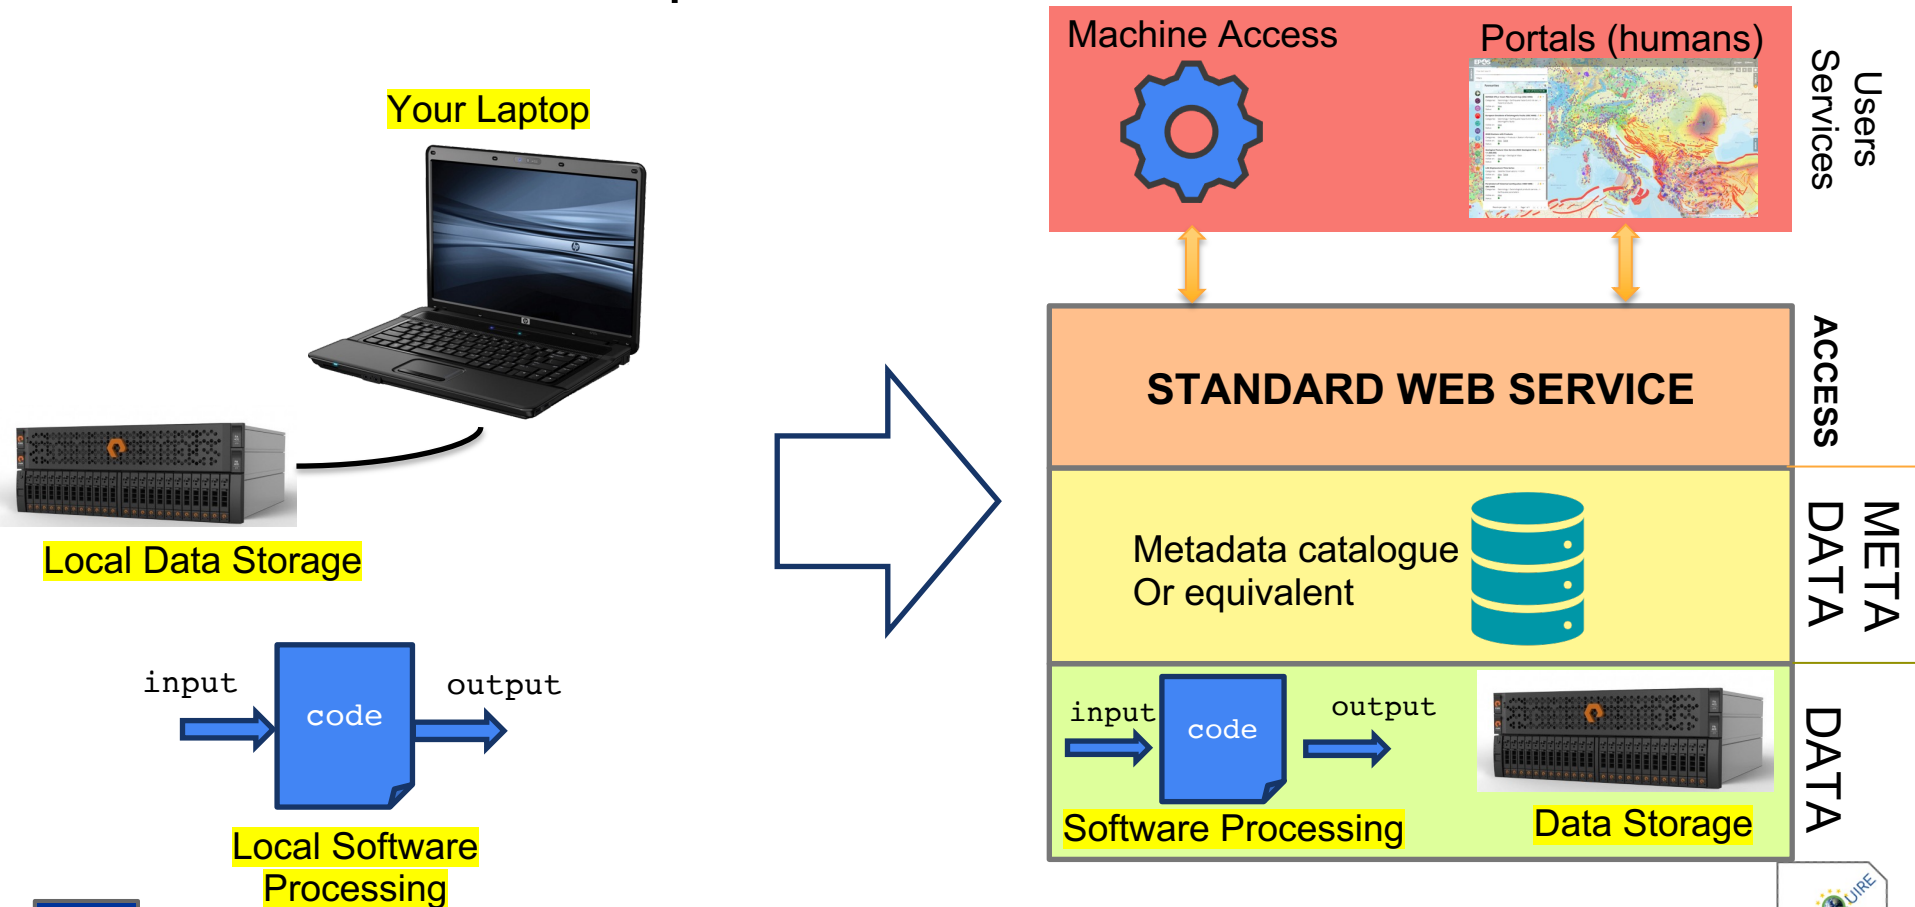 Your Laptop
Local Data Storage
input
code
output
Local Software
Processing
Machine Access
Portals (humans)
EPOS
Users
Services
STANDARD WEB SERVICE
ACCESS
Metadata catalogue
Or equivalent
META
DATA
input
code
output
Software Processing
Data Storage
DATA